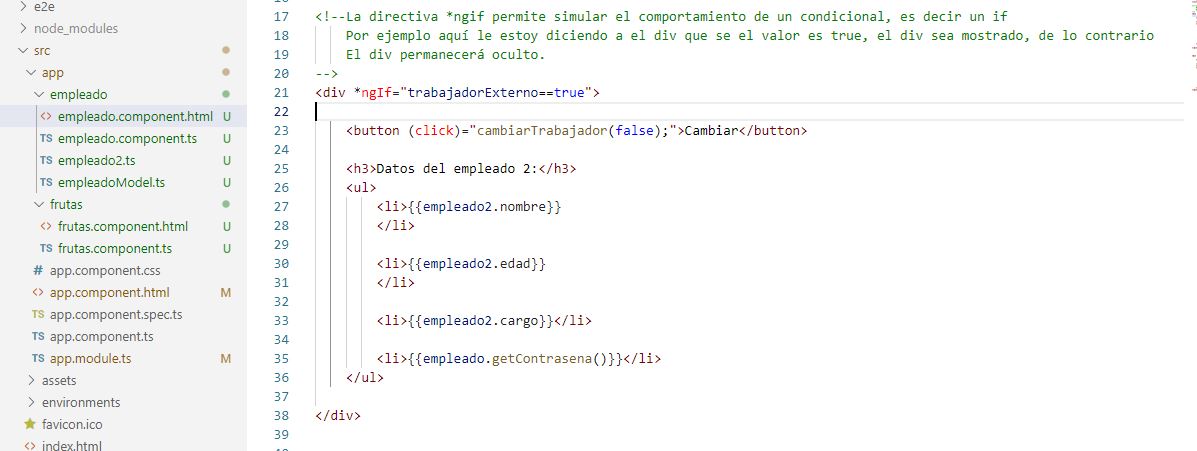 e2e
node_modules
src
app
empleado
<> empleado.component.html U
TS empleado.component.ts U
TS empleado2.ts U
TS empleadoModel.ts U
frutas
<> frutas.component.html U
TS frutas.component.ts U
# app.component.css
<> app.component.html M
TS app.component.spec.ts
TS app.component.ts
TS app.module.ts M
assets
environments
favicon.ico
<> index.html
17 <!--La directiva *ngif permite simular el comportamiento de un condicional, es decir un if
18 Por ejemplo aquí le estoy diciendo a el div que se el valor es true, el div sea mostrado, de lo contrario
19 El div permanecerá oculto.
20 -->
21 <div *ngIf="trabajadorExterno==true">
22
23 <button (click)="cambiarTrabajador(false);">Cambiar</button>
24
25 <h3>Datos del empleado 2:</h3>
26 <ul>
27 <li>{{empleado2.nombre}}
28 </li>
29
30 <li>{{empleado2.edad}}
31 </li>
32
33 <li>{{empleado2.cargo}}</li>
34
35 <li>{{empleado.getContrasena()}}</li>
36 </ul>
37
38 </div>
39